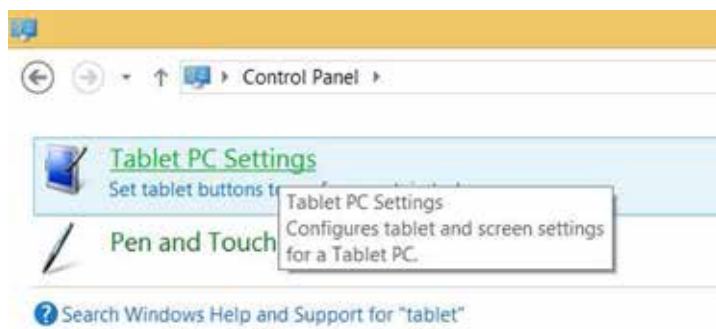 Control Panel
Tablet PC Settings
Set tablet buttons
Tablet PC Settings
Configures tablet and screen settings
for a Tablet PC.
Pen and Touch
Search Windows Help and Support for "tablet"